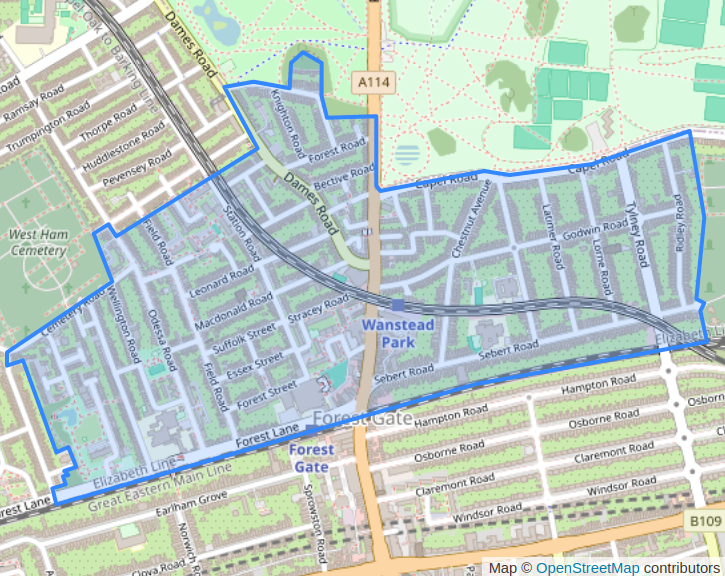 el Oak to Barking Line
Dames Road
A114
Road
Ramsay Road
Trumpington Road
Thorpe Road
Huddlestone Road
Pevensey Road
Knighton Road
Forest Road
Bective Road
Dames Road
Capel Road
Capel Road
Chestnut Avenue
Godwin Road
Latimer Road
Lorne Road
Tylney Road
Ridley Road
West Ham
Cemetery
Field Road
Station Road
Leonard Road
Macdonald Road
Stracey Road
Cemetery Road
Wellington Road
Odessa Road
Suffolk Street
Essex Street
Field Road
Forest Street
Wanstead
Park
Sebert Road
Sebert Road
Elizabeth Li
Forest Gate
Forest Lane
Forest
Gate
Elizabeth Line
Great Eastern Main Line
orest Lane
Hampton Road
Hampton Road
Osborne Road
Osborne Road
Osborn
Osbo
Claremont Road
Claremont Road
Windsor Road
Windsor Road
Earlham Grove
Sprowston Road
Norwich R
Clova Road
B109
Map © OpenStreetMap contributors